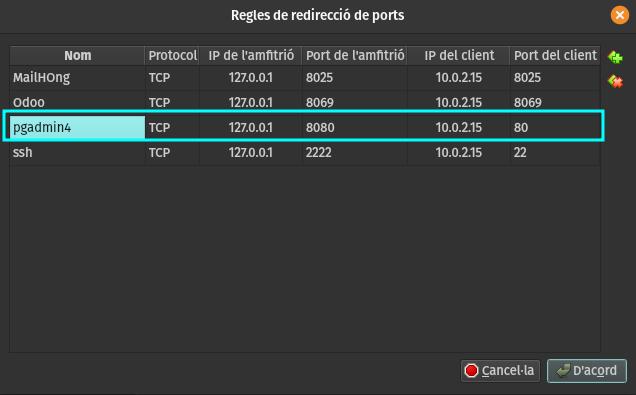 Regles de redirecció de ports
Nom Protocol IP de l'amfitrió Port de l'amfitrió IP del client Port del client
MailHOng TCP 127.0.0.1 8025 10.0.2.15 8025
Odoo TCP 127.0.0.1 8069 10.0.2.15 8069
pgadmin4 TCP 127.0.0.1 8080 10.0.2.15 80
ssh TCP 127.0.0.1 2222 10.0.2.15 22
Cancel·la D'acord